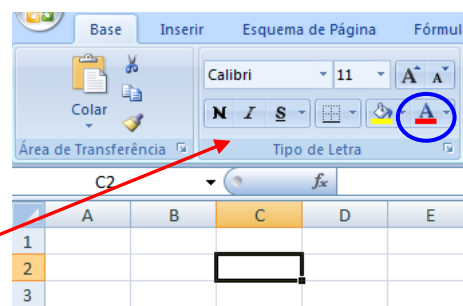 Base Inserir Esquema de Página Fórmul
Calibri 11 A A
Colar N I S A
Área de Transferência Tipo de Letra
C2 fx
A B C D E
1
2
3